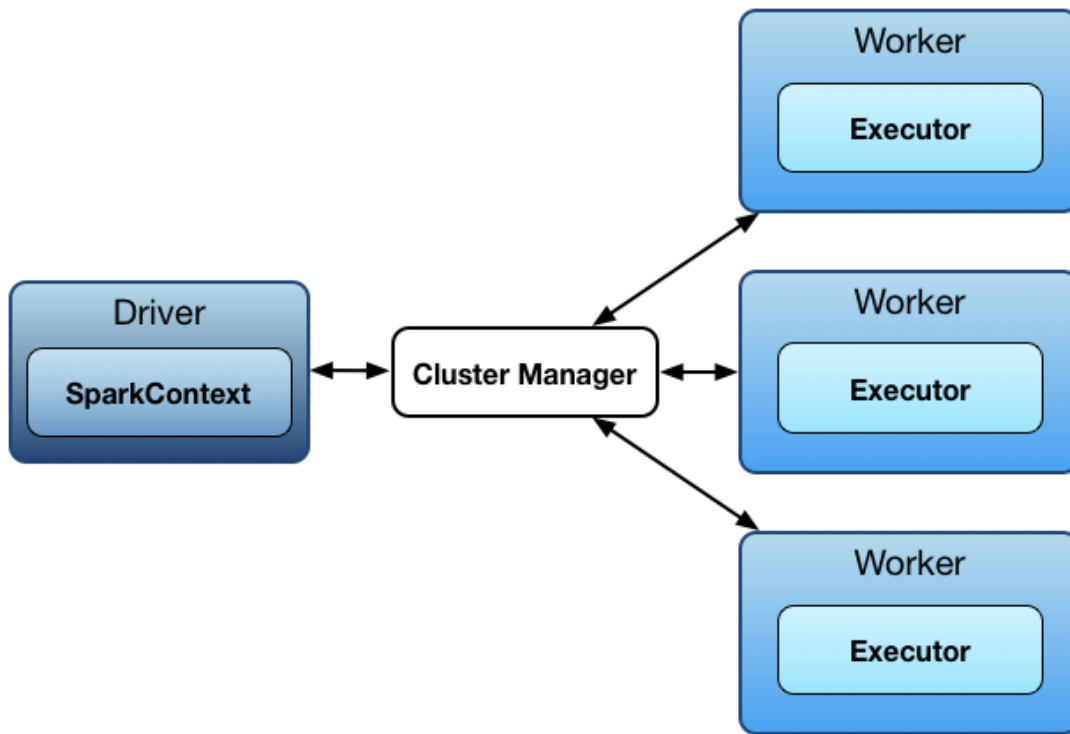 Worker
Executor
Driver
SparkContext
Cluster Manager
Worker
Executor
Worker
Executor